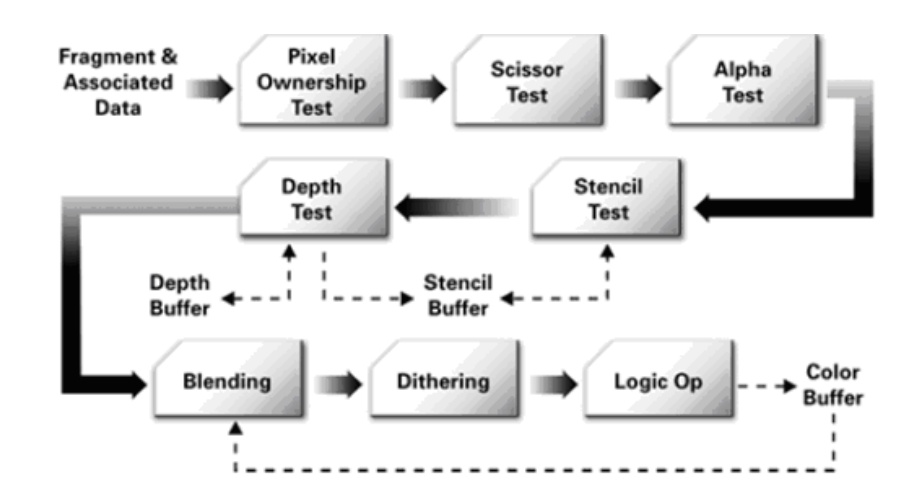 Fragment &
Associated
Data
Pixel
Ownership
Test
Scissor
Test
Alpha
Test
Depth
Test
Stencil
Test
Depth
Buffer
Stencil
Buffer
Blending
Dithering
Logic Op
Color
Buffer